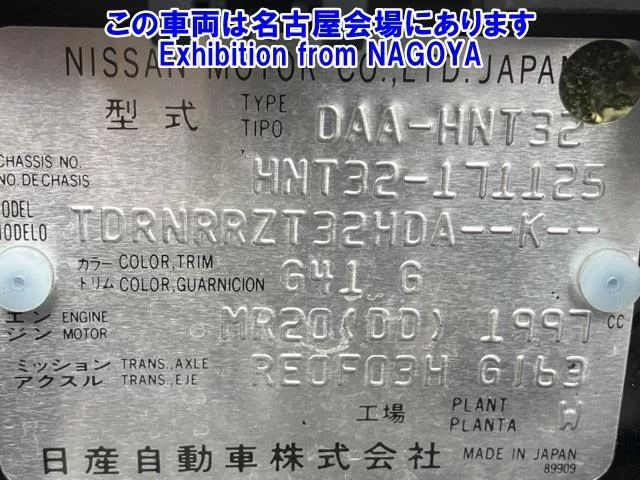 この車両は名古屋会場にあります
Exhibition from NAGOYA
NISSAN MOTOR CO.,LTD. JAPAN
型式 TYPE TIPO DAA-HNT32
CHASSIS NO. NO. DE CHASIS HNT32-171125
MODEL MODELO TDRNRRZT32HDA--K--
カラー COLOR,TRIM
トリム COLOR,GUARNICION G41 G
エンジン ENGINE MOTOR MR20(DD) 1997 CC
ミッション TRANS.,AXLE
アクスル TRANS.,EJE RE0F03H G163
工場 PLANT PLANTA W
日産自動車株式会社 MADE IN JAPAN
89909